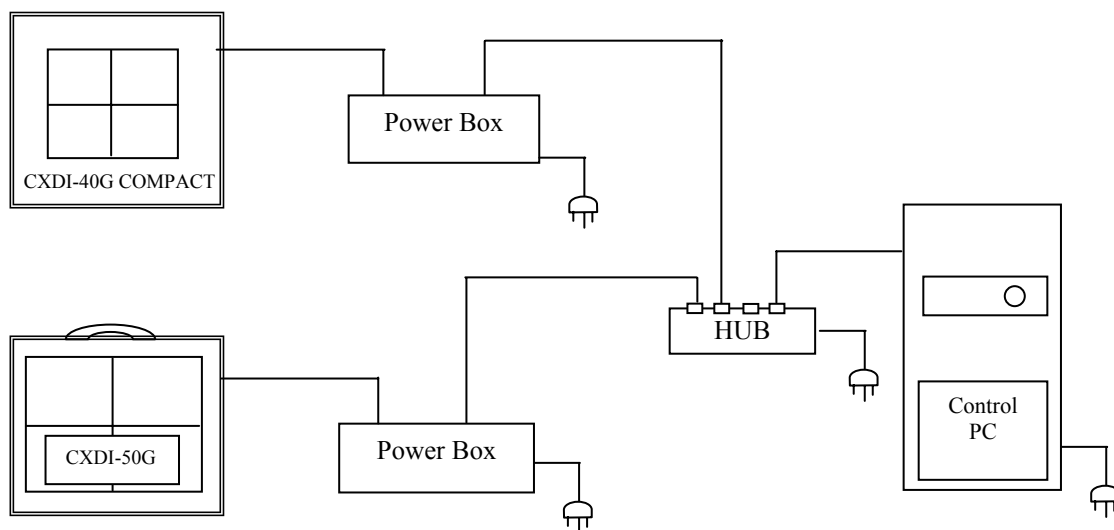 Power Box
CXDI-40G COMPACT
HUB
Control
PC
CXDI-50G
Power Box